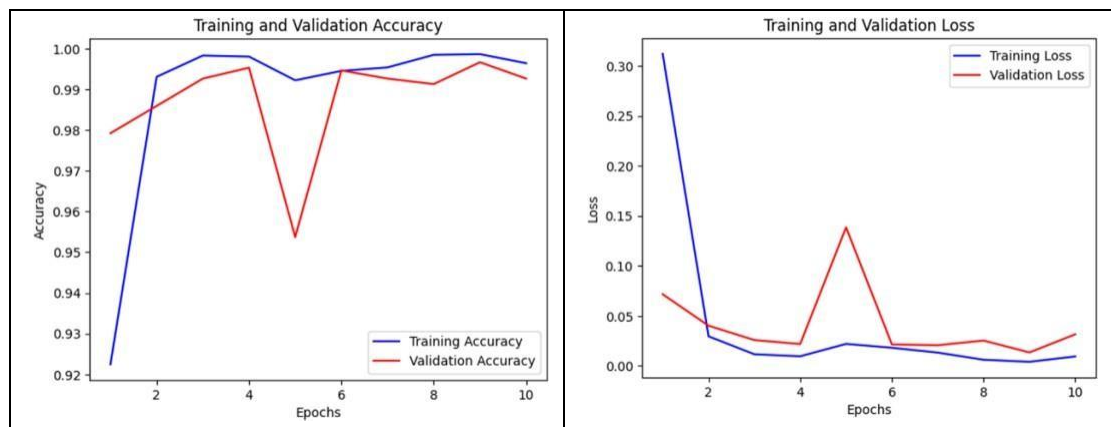 Training and Validation Accuracy
1.00
0.99
0.98
0.97
0.96
0.95
0.94
0.93
0.92
Accuracy
Training Accuracy
Validation Accuracy
2
4
6
8
10
Epochs
Training and Validation Loss
0.30
0.25
0.20
0.15
0.10
0.05
0.00
Loss
Training Loss
Validation Loss
2
4
6
8
10
Epochs